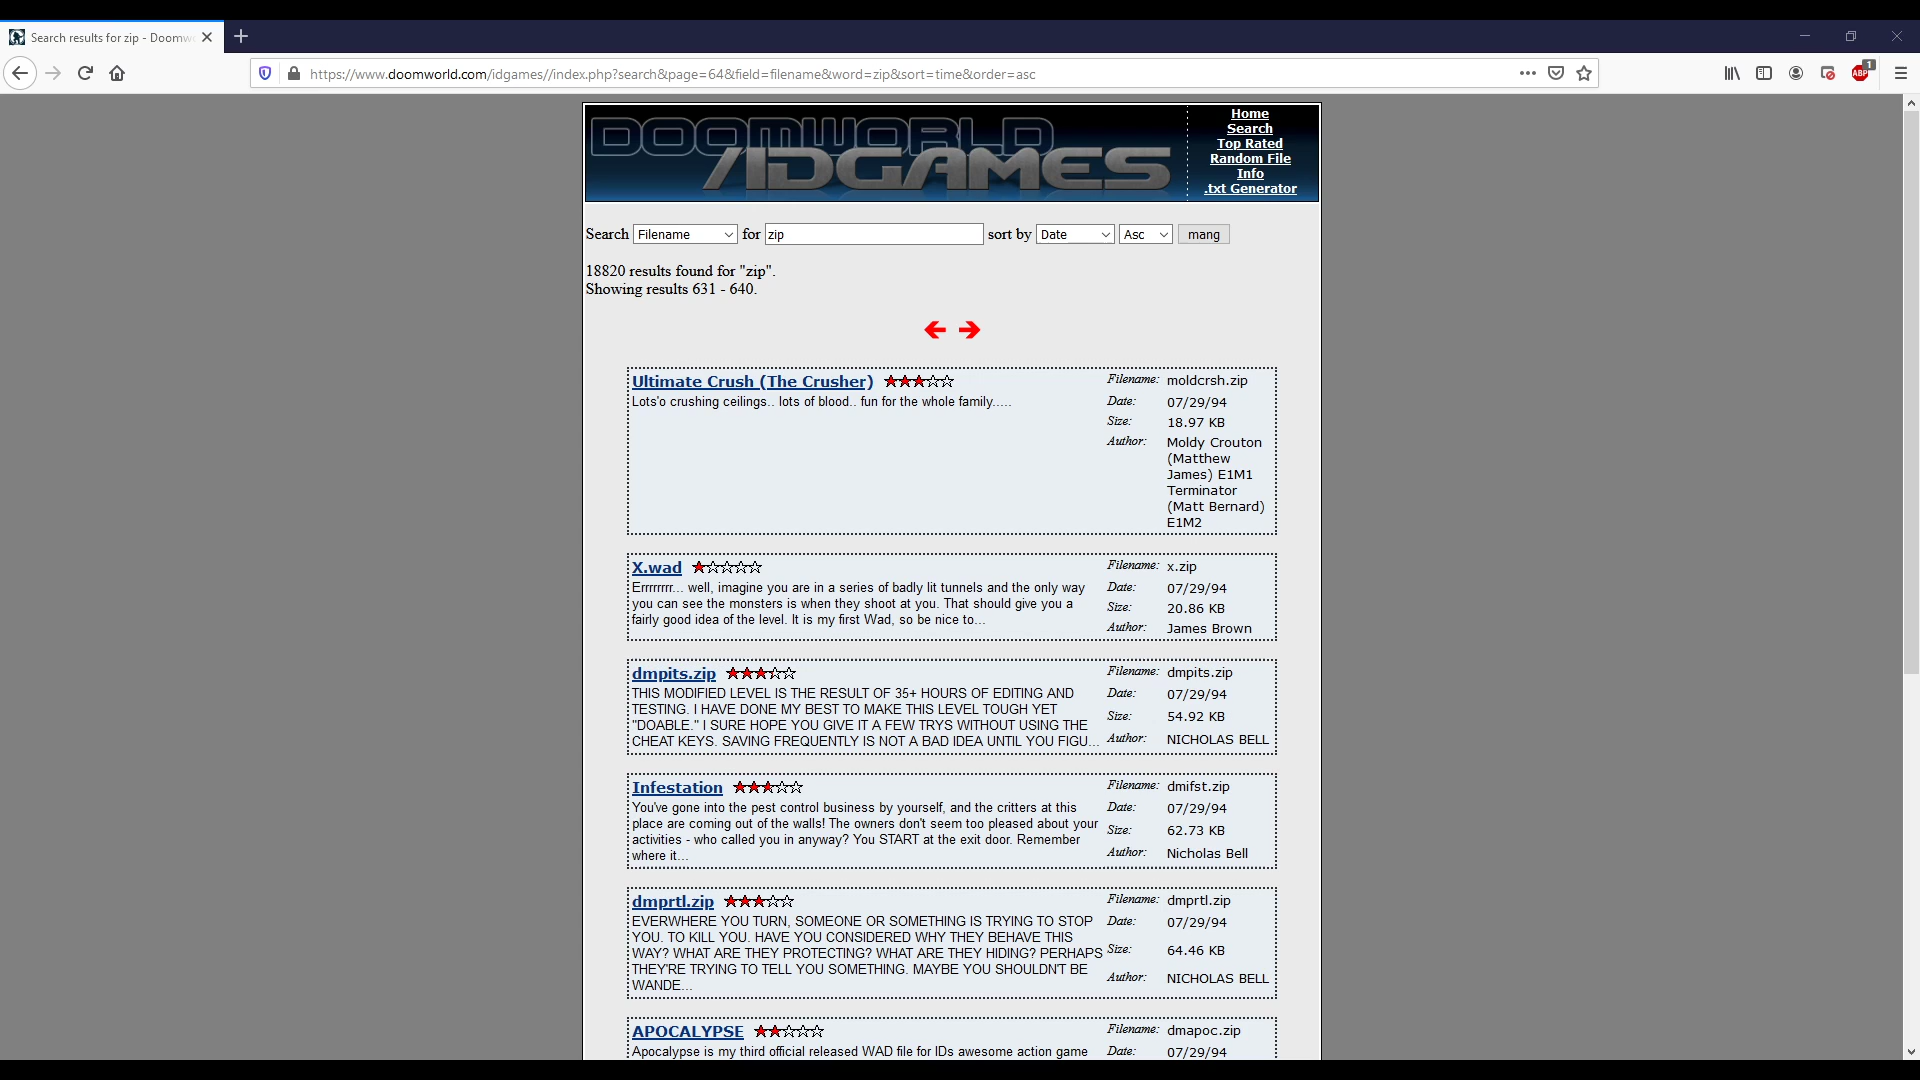 Search results for zip - Doomw
https://www.doomworld.com/idgames//index.php?search&page=64&field=filename&word=zip&sort=time&order=asc
ABP
1
DOOMWORLD
/IDGAMES
Home
Search
Top Rated
Random File
Info
.txt Generator
Search Filename for zip sort by Date Asc mang
18820 results found for "zip".
Showing results 631 - 640.
Ultimate Crush (The Crusher)
Lots'o crushing ceilings.. lots of blood.. fun for the whole family.....
Filename: moldcrsh.zip
Date: 07/29/94
Size: 18.97 KB
Author: Moldy Crouton
(Matthew
James) E1M1
Terminator
(Matt Bernard)
E1M2
X.wad
Errrrrrrr... well, imagine you are in a series of badly lit tunnels and the only way
you can see the monsters is when they shoot at you. That should give you a
fairly good idea of the level. It is my first Wad, so be nice to...
Filename: x.zip
Date: 07/29/94
Size: 20.86 KB
Author: James Brown
dmpits.zip
THIS MODIFIED LEVEL IS THE RESULT OF 35+ HOURS OF EDITING AND
TESTING. I HAVE DONE MY BEST TO MAKE THIS LEVEL TOUGH YET
"DOABLE." I SURE HOPE YOU GIVE IT A FEW TRYS WITHOUT USING THE
CHEAT KEYS. SAVING FREQUENTLY IS NOT A BAD IDEA UNTIL YOU FIGU...
Filename: dmpits.zip
Date: 07/29/94
Size: 54.92 KB
Author: NICHOLAS BELL
Infestation
You've gone into the pest control business by yourself, and the critters at this
place are coming out of the walls! The owners don't seem too pleased about your
activities - who called you in anyway? You START at the exit door. Remember
where it...
Filename: dmifst.zip
Date: 07/29/94
Size: 62.73 KB
Author: Nicholas Bell
dmprtl.zip
EVERWHERE YOU TURN, SOMEONE OR SOMETHING IS TRYING TO STOP
YOU. TO KILL YOU. HAVE YOU CONSIDERED WHY THEY BEHAVE THIS
WAY? WHAT ARE THEY PROTECTING? WHAT ARE THEY HIDING? PERHAPS
THEY'RE TRYING TO TELL YOU SOMETHING. MAYBE YOU SHOULDN'T BE
WANDE...
Filename: dmprtl.zip
Date: 07/29/94
Size: 64.46 KB
Author: NICHOLAS BELL
APOCALYPSE
Apocalypse is my third official released WAD file for IDs awesome action game
Filename: dmapoc.zip
Date: 07/29/94